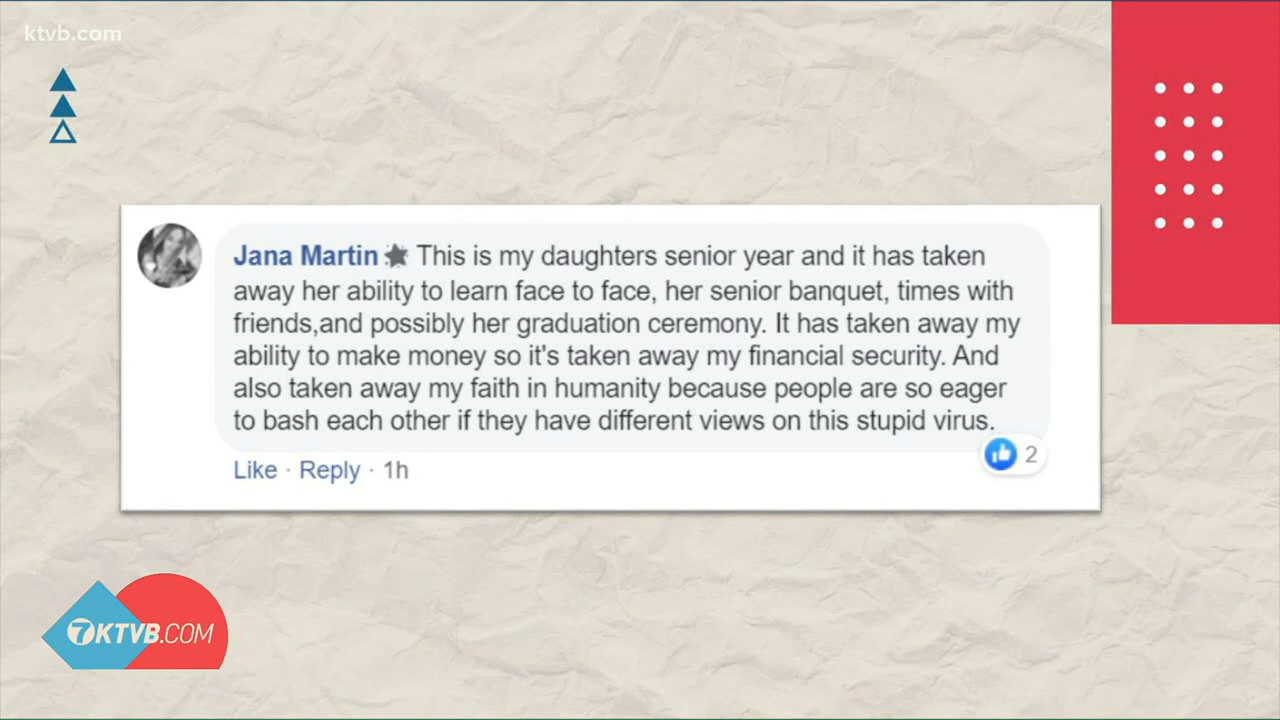 ktvb.com
Jana Martin This is my daughters senior year and it has taken
away her ability to learn face to face, her senior banquet, times with
friends,and possibly her graduation ceremony. It has taken away my
ability to make money so it's taken away my financial security. And
also taken away my faith in humanity because people are so eager
to bash each other if they have different views on this stupid virus.
2
Like · Reply · 1h
7KTVB.COM